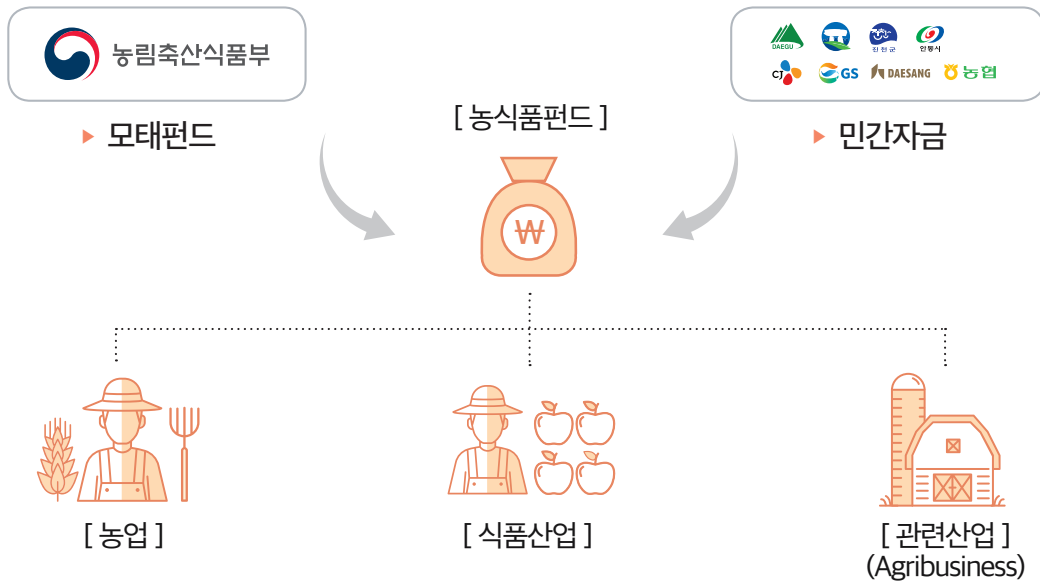 농림축산식품부
▶ 모태펀드
[ 농식품펀드 ]
₩
DAEGU
진천군
안동시
CJ
GS
DAESANG
농협
▶ 민간자금
[ 농업 ]
[ 식품산업 ]
[ 관련산업 ]
(Agribusiness)